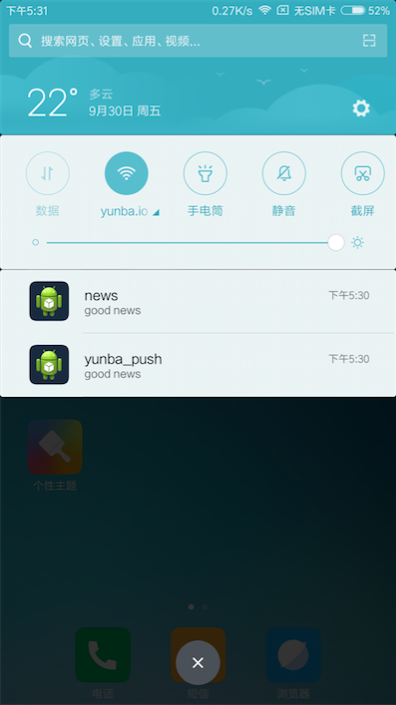 下午5:31 0.27K/s 无SIM卡 52%
搜索网页、设置、应用、视频...
22°
多云
9月30日 周五
数据 yunba.io 手电筒 静音 截屏
news 下午5:30
good news
yunba_push 下午5:30
good news
个性主题
电话 短信 浏览器